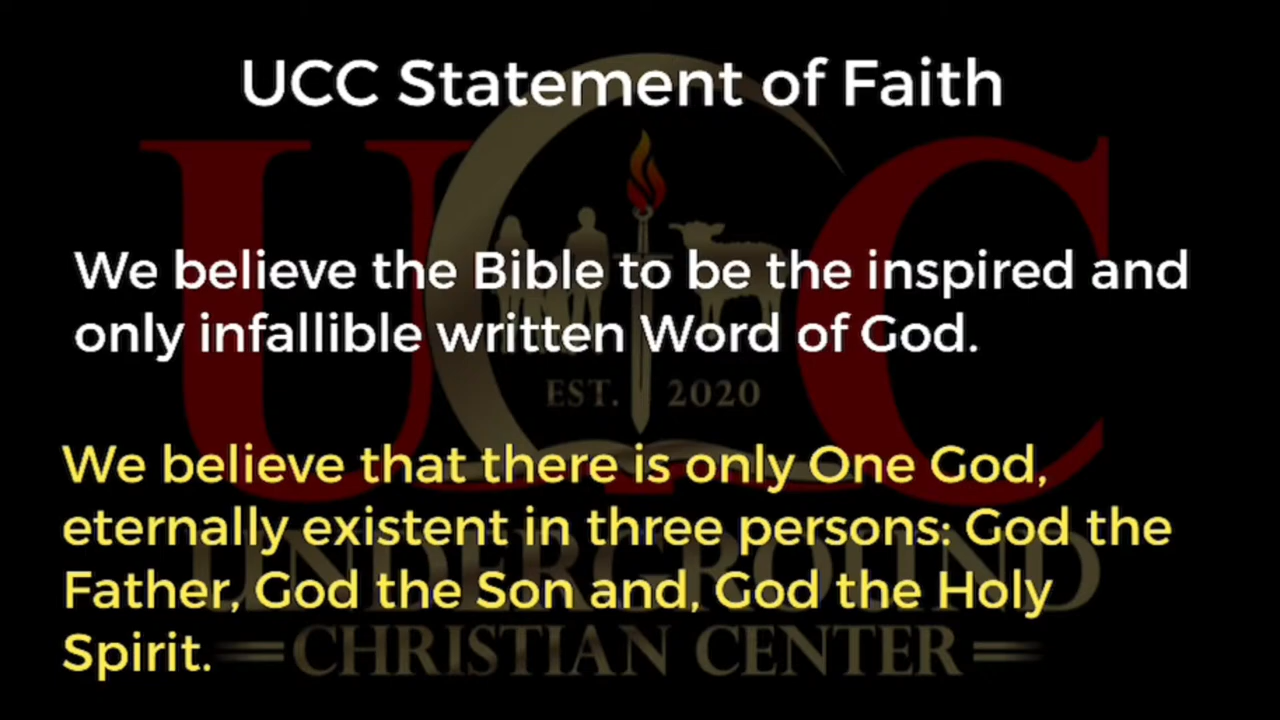 UCC Statement of Faith
We believe the Bible to be the inspired and
only infallible written Word of God.
EST. 2020
We believe that there is only One God,
eternally existent in three persons: God the
Father, God the Son and, God the Holy
Spirit.
UCC
UNDERGROUND
CHRISTIAN CENTER